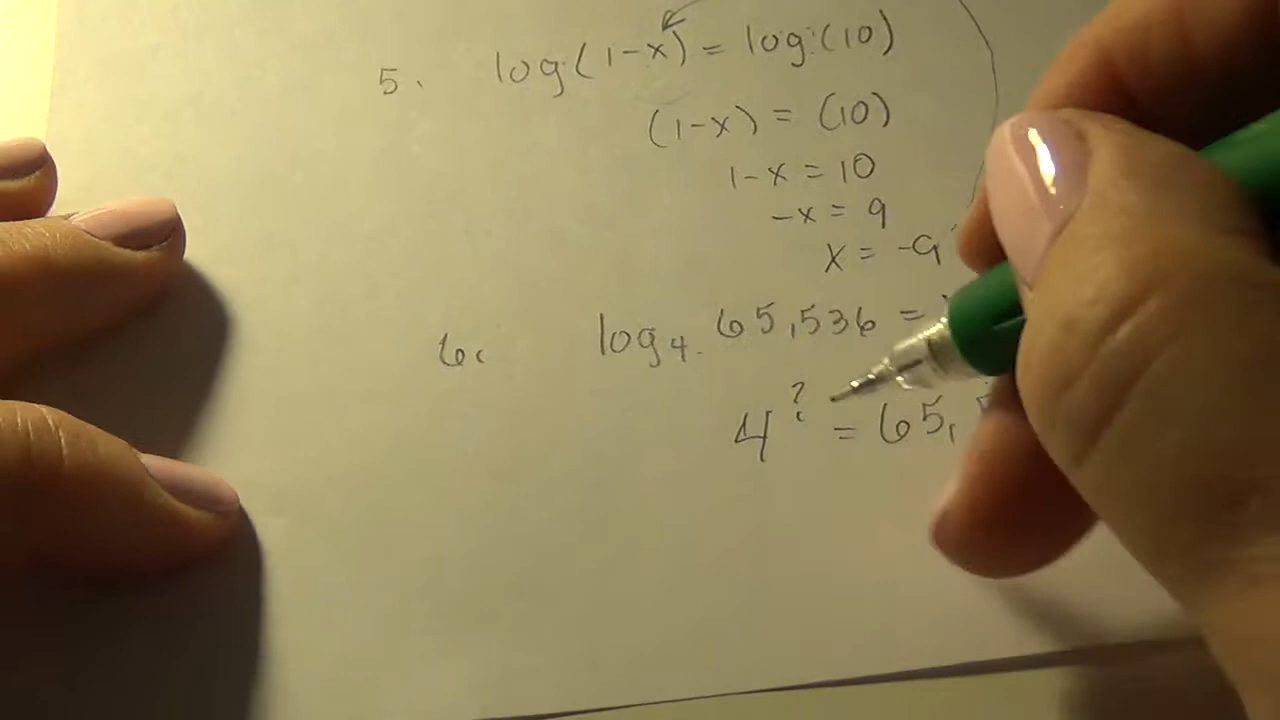 5. log(1-x) = log(10)
(1-x) = (10)
1-x = 10
-x = 9
x = -9
6. log₄ 65,536 =
4^? = 65,